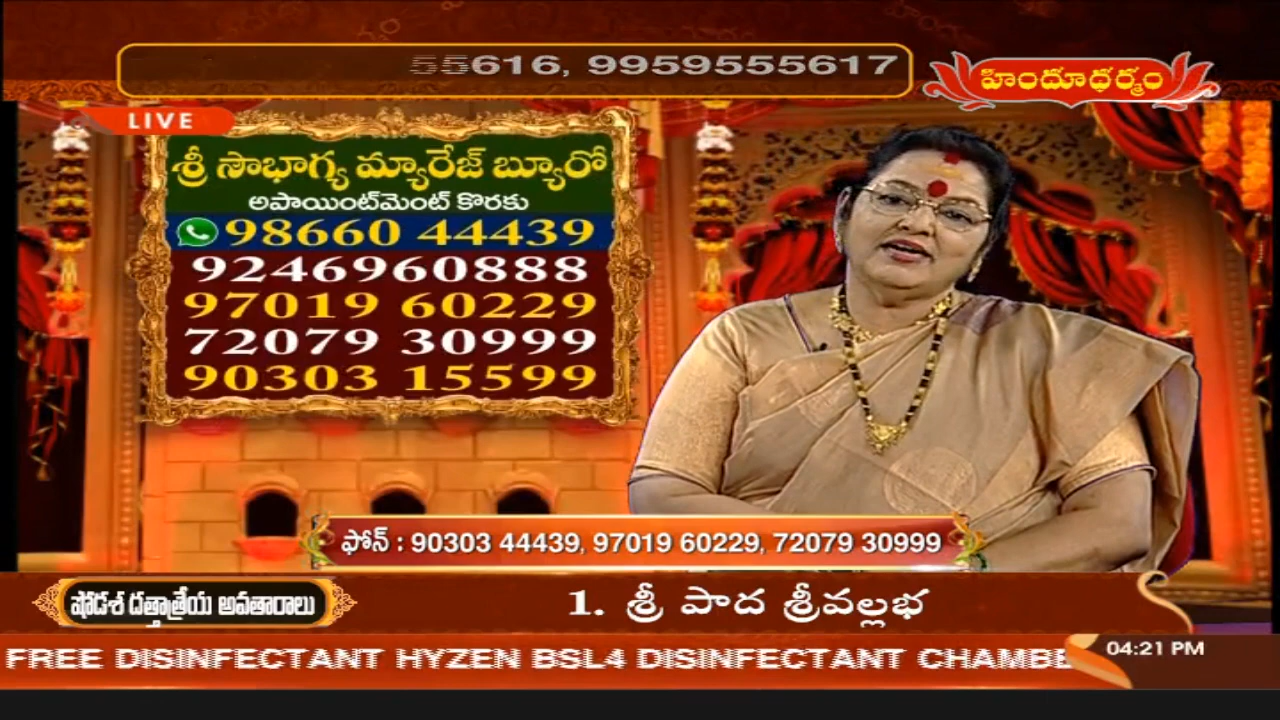 55616, 9959555617
హిందూధర్మం
LIVE
శ్రీ సౌభాగ్య మ్యారేజ్ బ్యూరో
అపాయింట్‌మెంట్ కొరకు
98660 44439
9246960888
97019 60229
72079 30999
90303 15599
ఫోన్ : 90303 44439, 97019 60229, 72079 30999
షోడశ దత్తాత్రేయ అవతారాలు
1. శ్రీ పాద శ్రీవల్లభ
FREE DISINFECTANT HYZEN BSL4 DISINFECTANT CHAMBE
04:21 PM